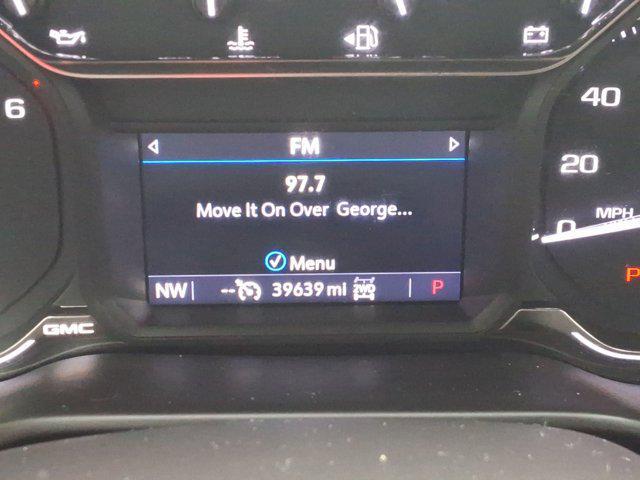 6
FM
97.7
Move It On Over George...
Menu
NW -- 39639 mi 2WD P
GMC
40
20
0 MPH
P